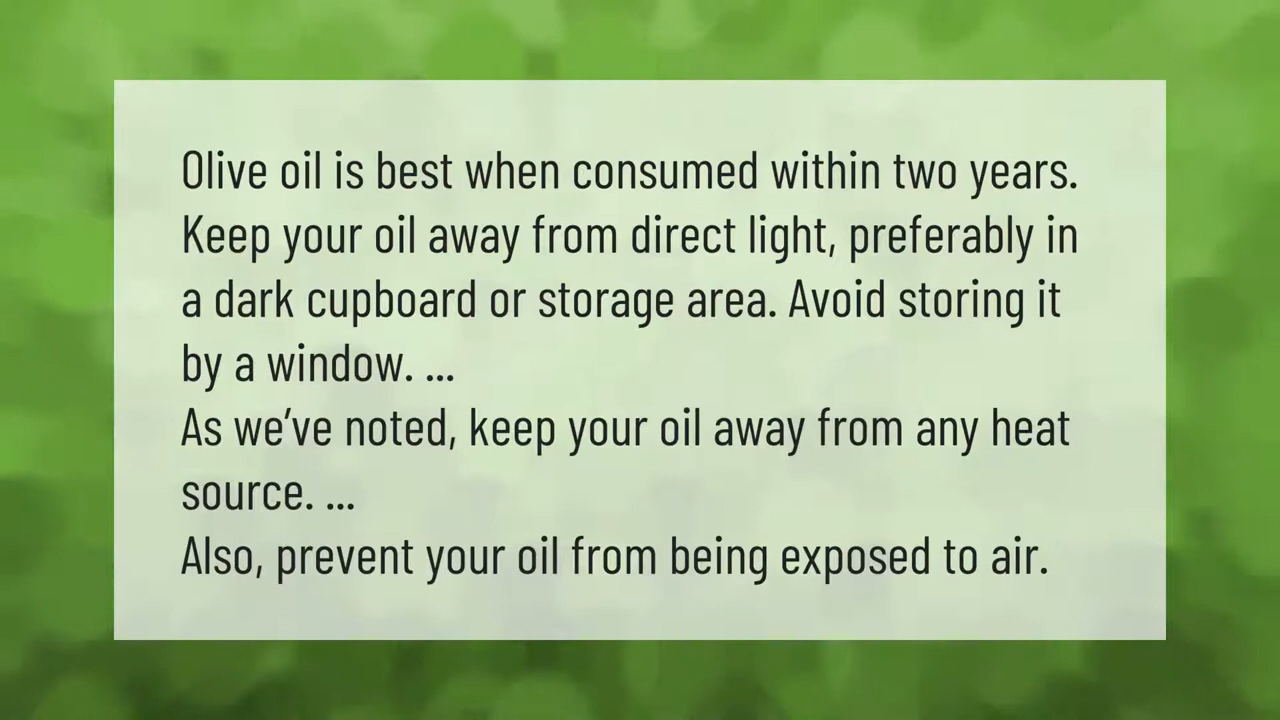 Olive oil is best when consumed within two years.
Keep your oil away from direct light, preferably in
a dark cupboard or storage area. Avoid storing it
by a window. ...
As we’ve noted, keep your oil away from any heat
source. ...
Also, prevent your oil from being exposed to air.